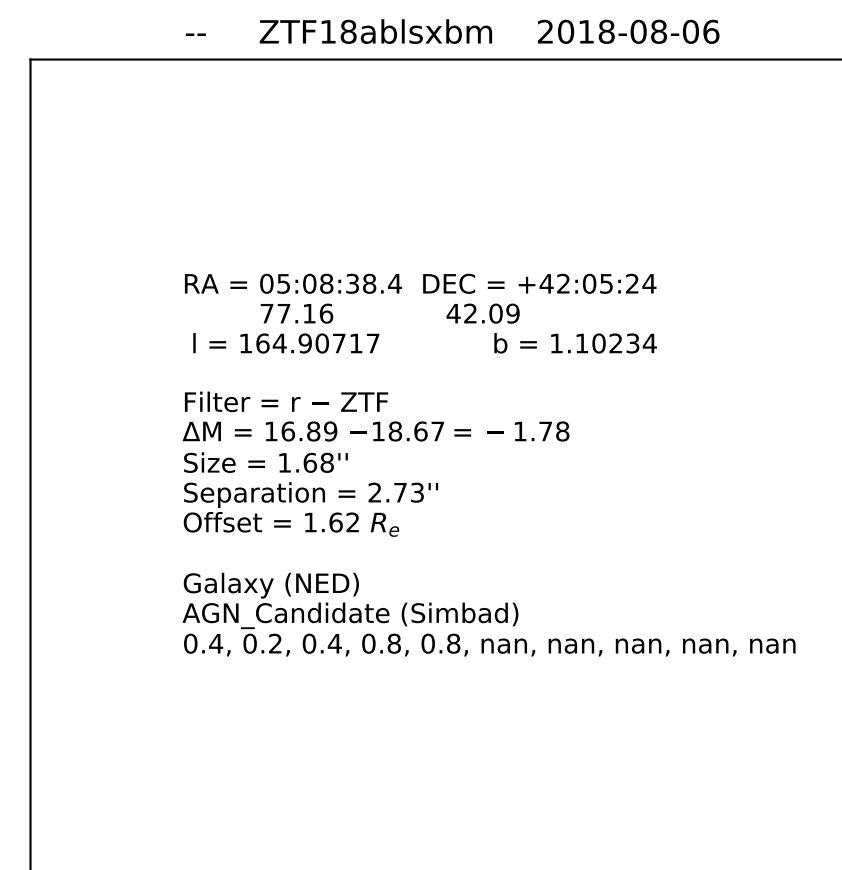 --    ZTF18ablsxbm    2018-08-06
RA = 05:08:38.4  DEC = +42:05:24
77.16    42.09
l = 164.90717    b = 1.10234
Filter = r − ZTF
ΔM = 16.89 −18.67 = − 1.78
Size = 1.68''
Separation = 2.73''
Offset = 1.62 Rₑ
Galaxy (NED)
AGN_Candidate (Simbad)
0.4, 0.2, 0.4, 0.8, 0.8, nan, nan, nan, nan, nan